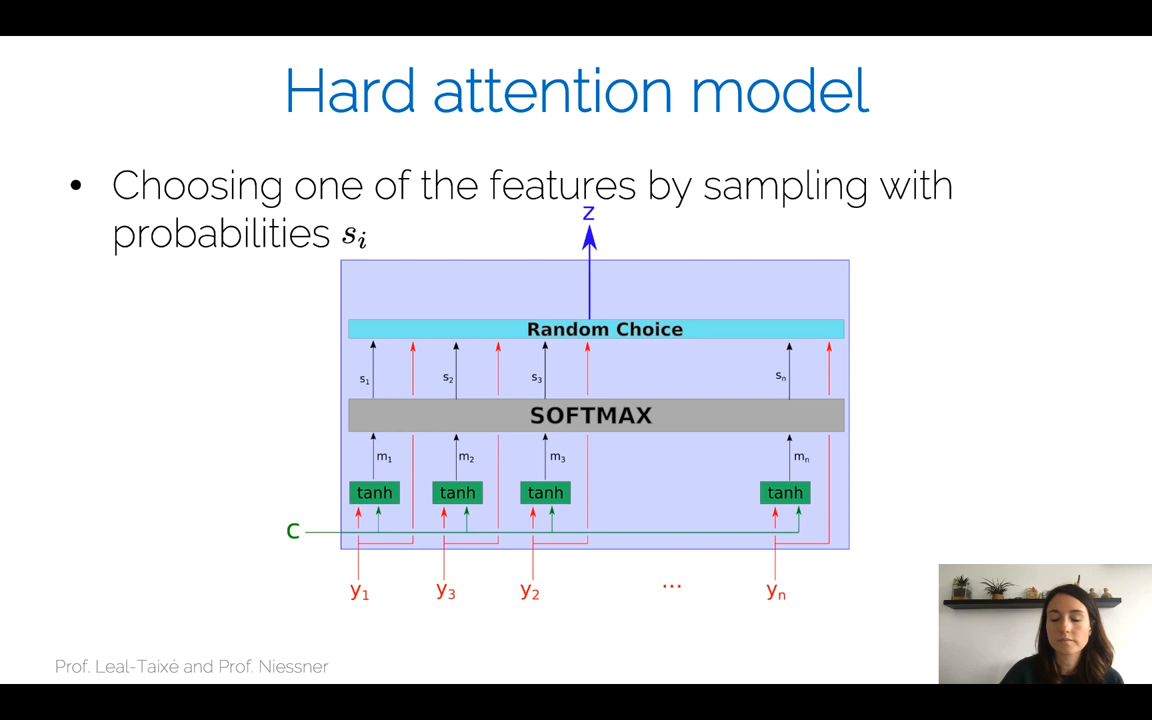 Hard attention model
• Choosing one of the features by sampling with
probabilities sᵢ
z
Random Choice
s₁ s₂ s₃ sₙ
SOFTMAX
m₁ m₂ m₃ mₙ
tanh tanh tanh tanh
c
y₁ y₃ y₂ ... yₙ
Prof. Leal-Taixé and Prof. Niessner